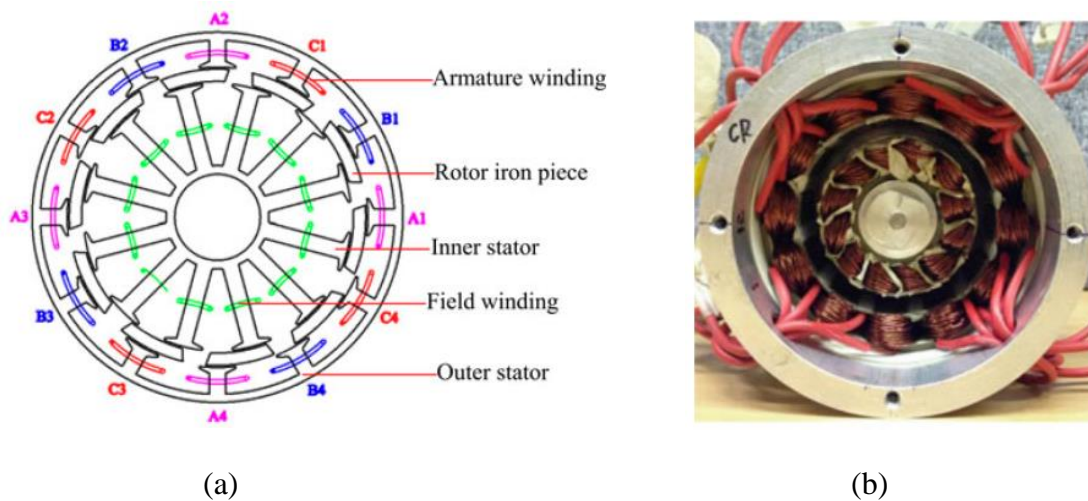 A2
B2
C1
Armature winding
C2
B1
Rotor iron piece
A3
A1
Inner stator
B3
C4
Field winding
Outer stator
C3
B4
A4
CR
(a)
(b)